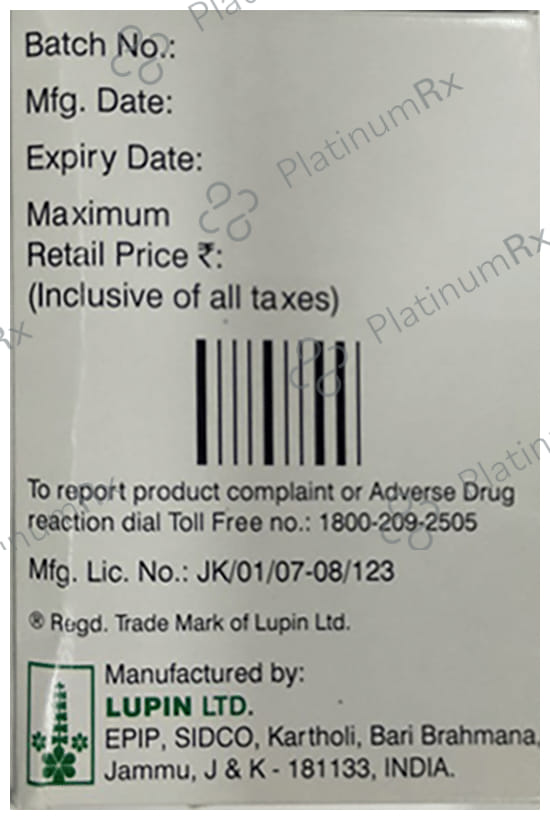 Batch No.:
Mfg. Date:
Expiry Date:
Maximum
Retail Price ₹:
(Inclusive of all taxes)
To report product complaint or Adverse Drug
reaction dial Toll Free no.: 1800-209-2505
Mfg. Lic. No.: JK/01/07-08/123
® Regd. Trade Mark of Lupin Ltd.
Manufactured by:
LUPIN LTD.
EPIP, SIDCO, Kartholi, Bari Brahmana,
Jammu, J & K - 181133, INDIA.
PlatinumRx
PlatinumRx